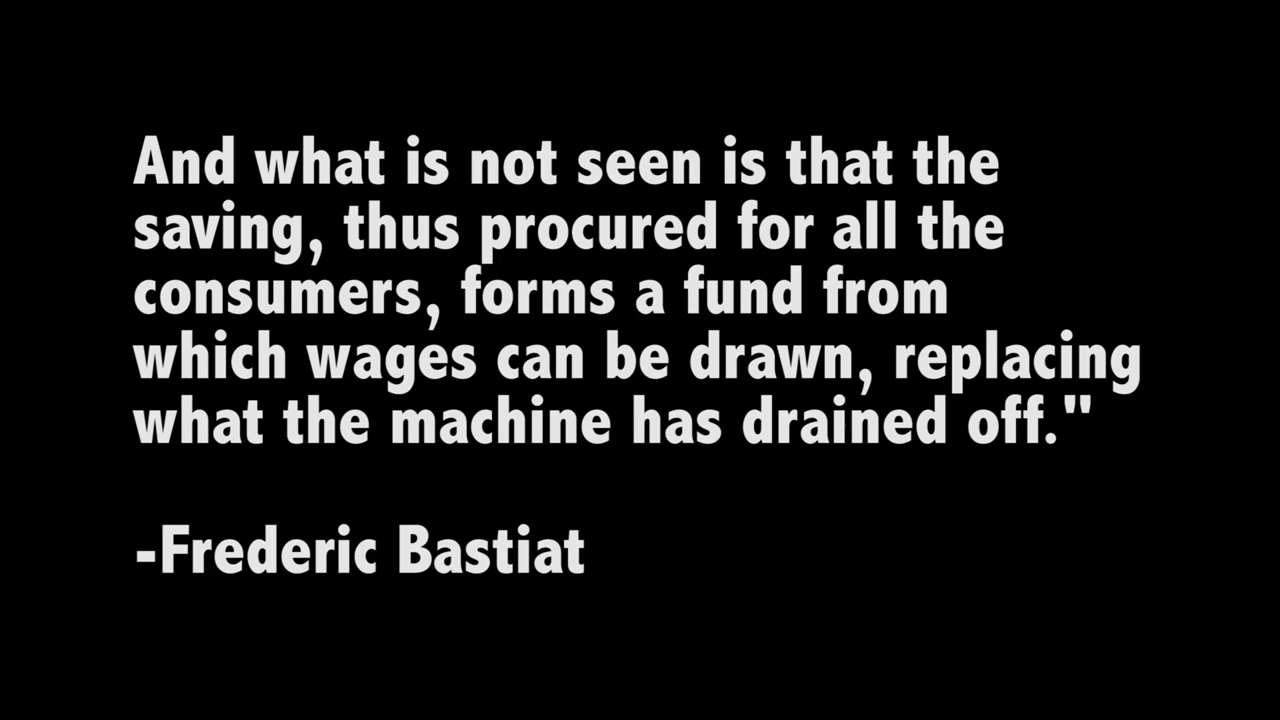 And what is not seen is that the
saving, thus procured for all the
consumers, forms a fund from
which wages can be drawn, replacing
what the machine has drained off."
-Frederic Bastiat